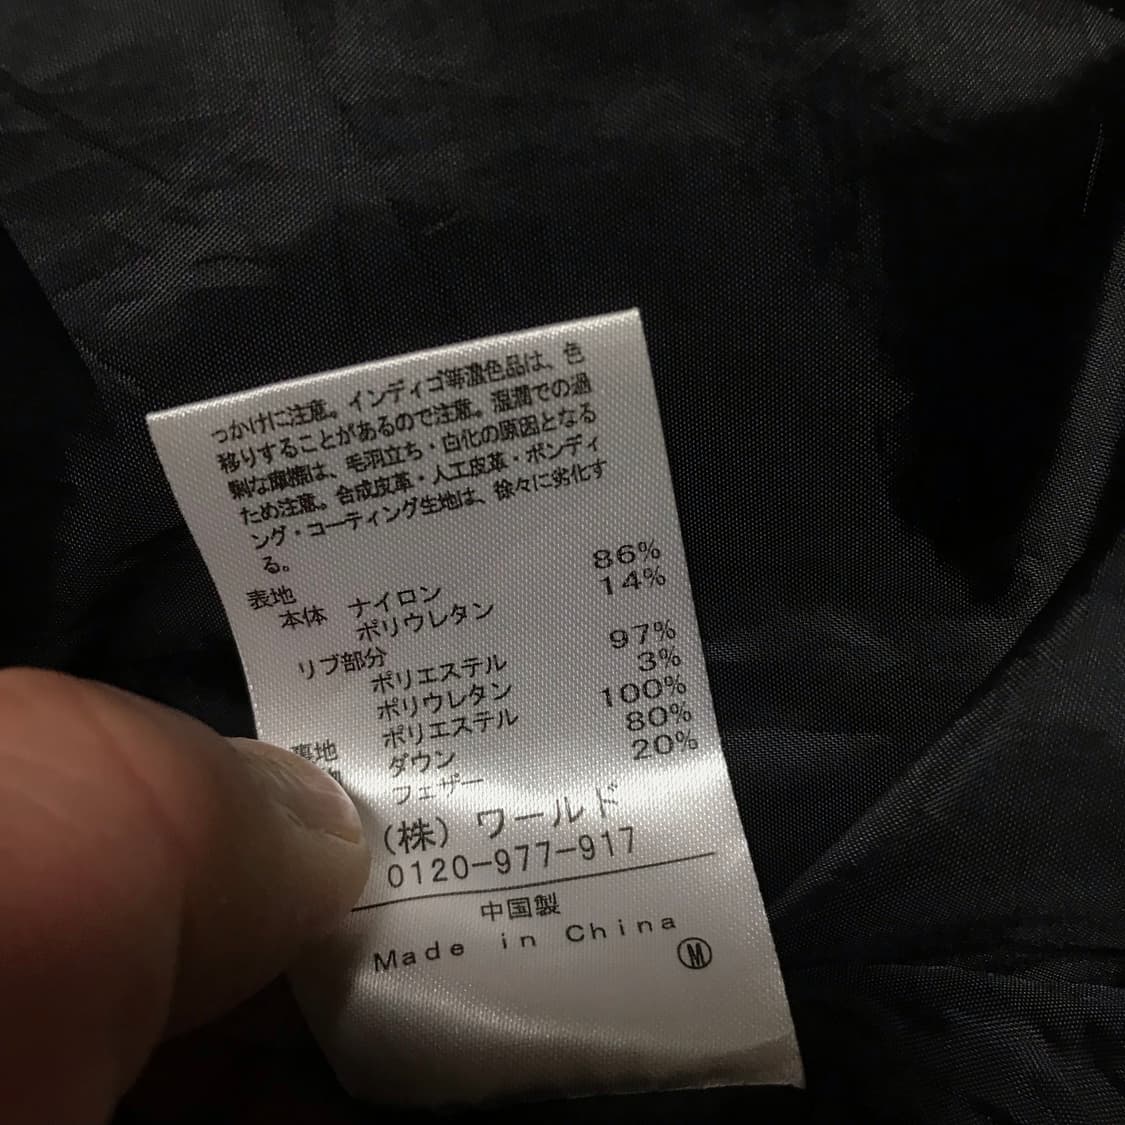 っかけに注意。インディゴ等濃色品は、色
移りすることがあるので注意。湿潤での過
剰な摩擦は、毛羽立ち・白化の原因となる
ため注意。合成皮革・人工皮革・ボンディ
ング・コーティング生地は、徐々に劣化す
る。
表地
本体 ナイロン 86%
ポリウレタン 14%
リブ部分
ポリエステル 97%
ポリウレタン 3%
裏地 ポリエステル 100%
ダウン 80%
フェザー 20%
(株) ワールド
0120-977-917
中国製
Made in China
Ⓜ